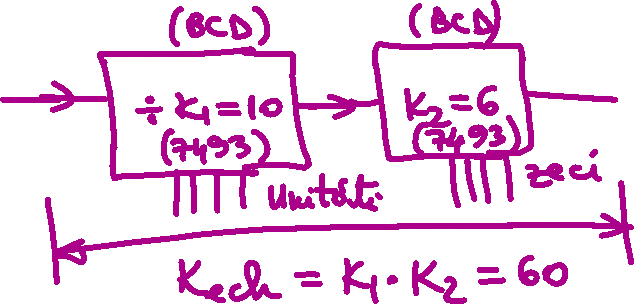 (BCD) (BCD)
÷ K₁=10 K₂=6
(7493) (7493)
Unități zeci
Kech = K₁·K₂ = 60